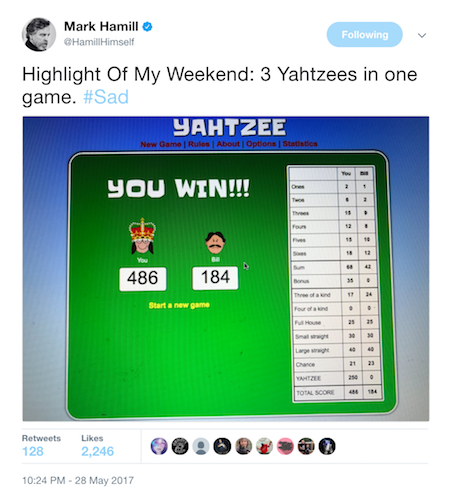 Mark Hamill
@HamillHimself
Following
Highlight Of My Weekend: 3 Yahtzees in one
game. #Sad
YAHTZEE
New Game | Rules | About | Options | Statistics
YOU WIN!!!
You Bill
486 184
Start a new game
You Bill
Ones 2 1
Twos 6 2
Threes 15 9
Fours 12 8
Fives 15 10
Sixes 18 12
Sum 68 42
Bonus 35 0
Three of a kind 17 24
Four of a kind 0 0
Full House 25 25
Small straight 30 30
Large straight 40 40
Chance 21 23
YAHTZEE 250 0
TOTAL SCORE 486 184
Retweets Likes
128 2,246
10:24 PM - 28 May 2017